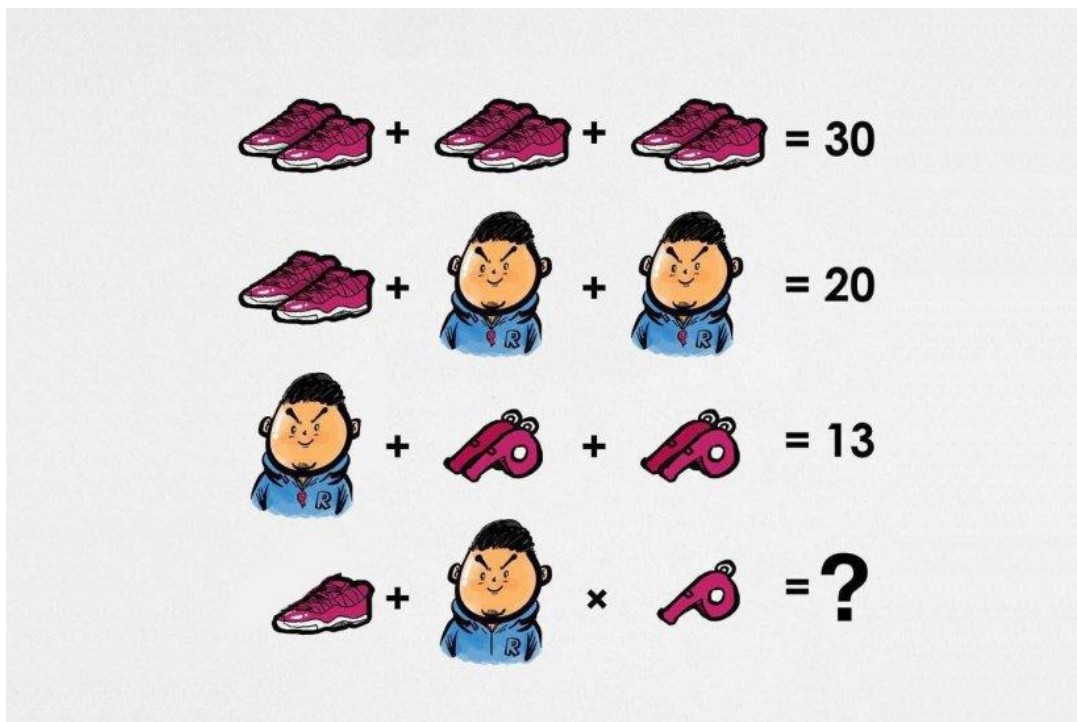 + + = 30
+ R + R = 20
R + + = 13
+ R × = ?